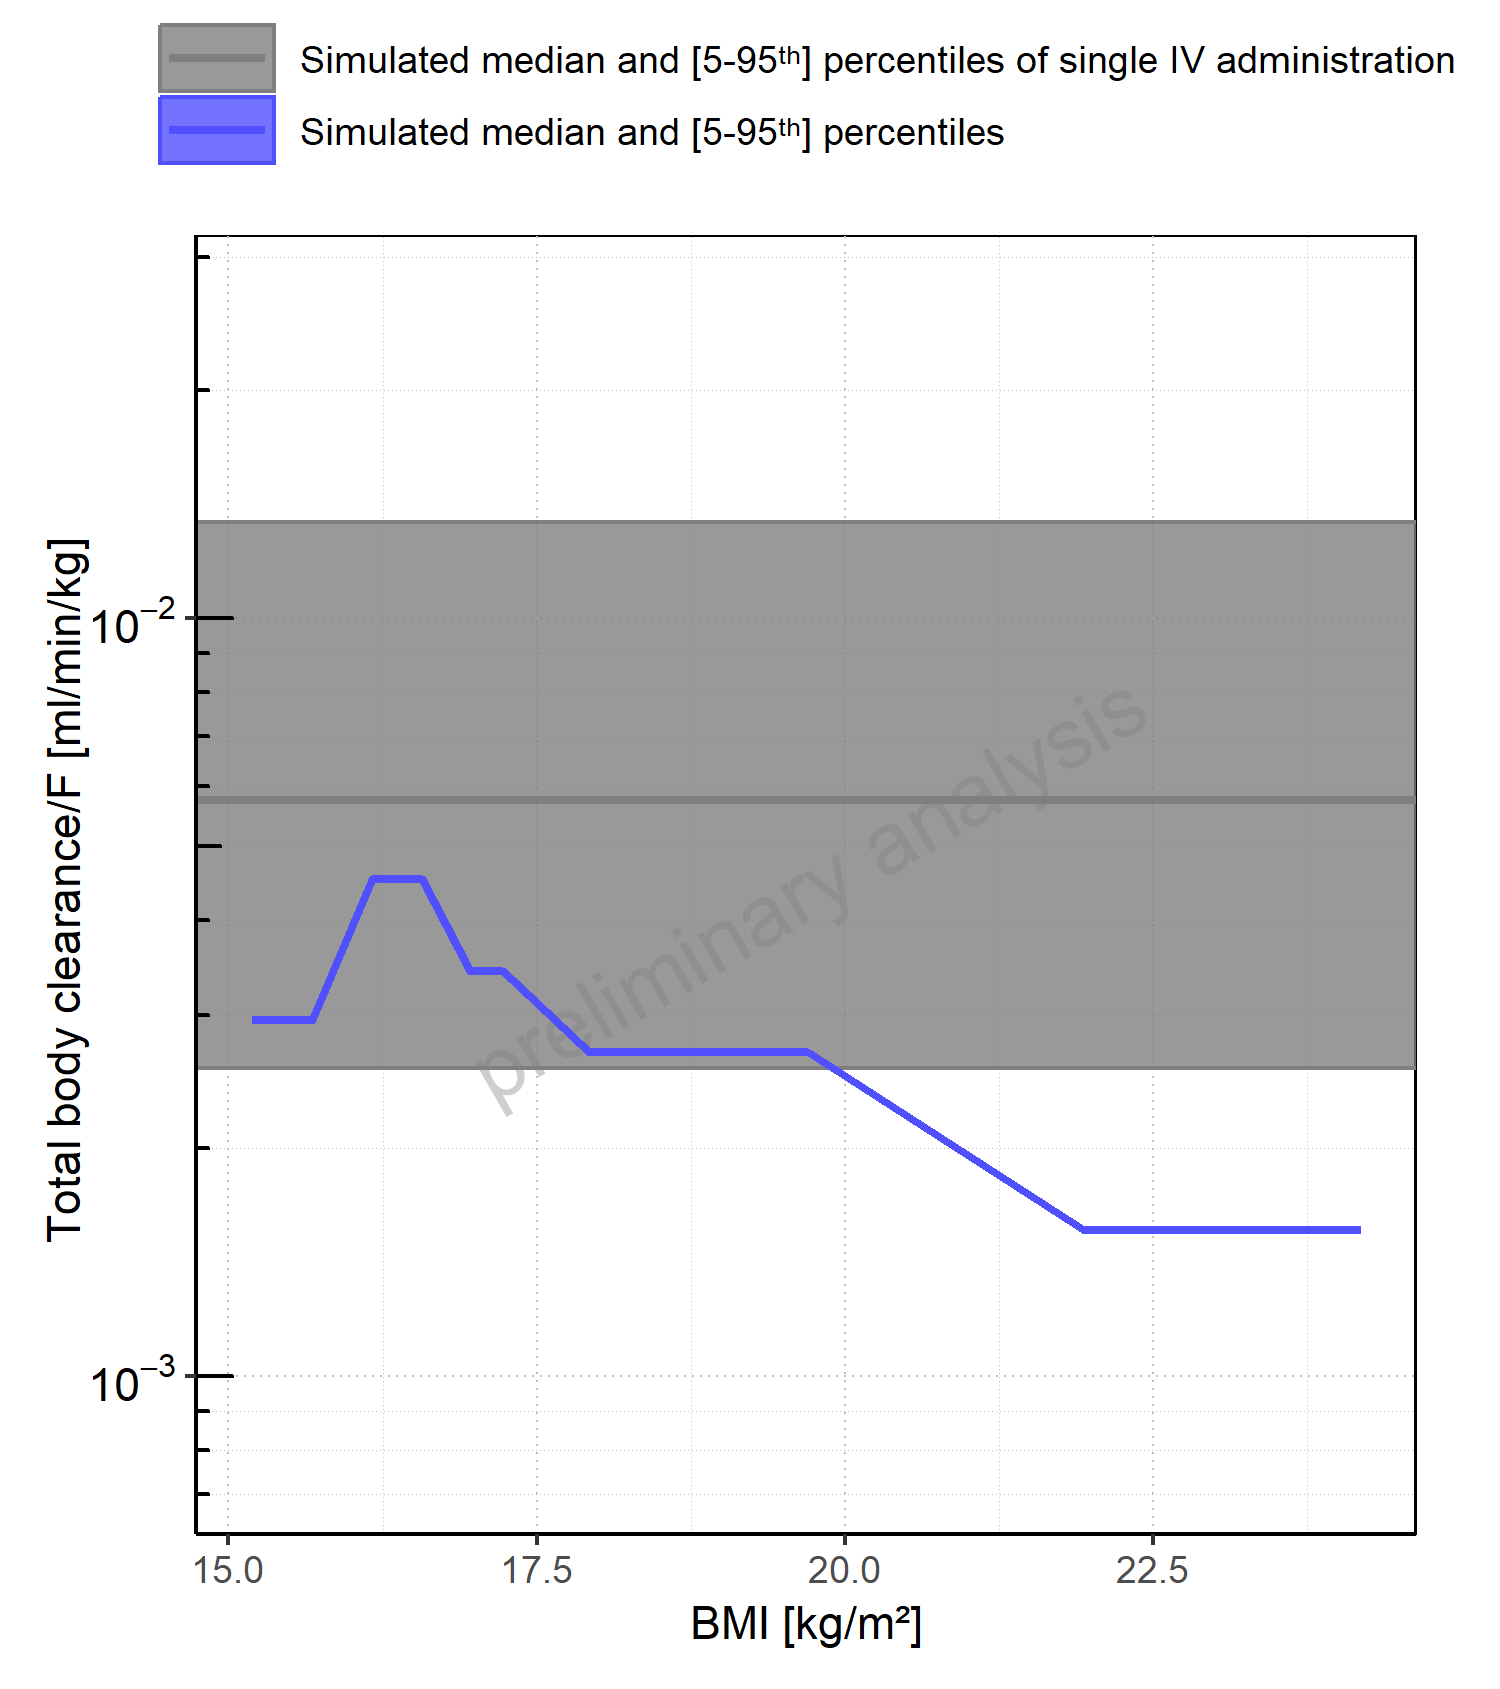 Simulated median and [5-95ᵗʰ] percentiles of single IV administration
Simulated median and [5-95ᵗʰ] percentiles
Total body clearance/F [ml/min/kg]
10⁻²
10⁻³
preliminary analysis
15.0 17.5 20.0 22.5
BMI [kg/m²]